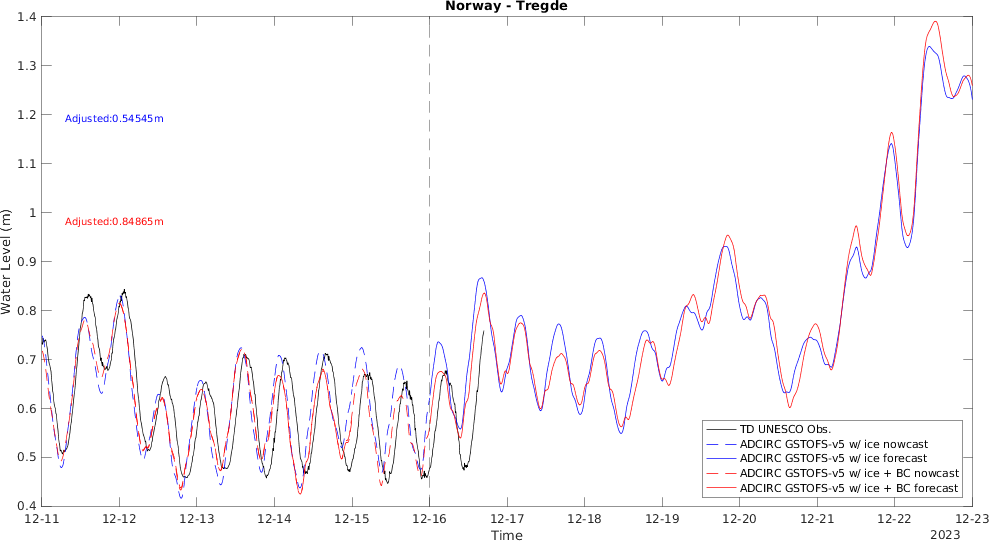 Norway - Tregde
1.4
1.3
1.2
1.1
1
0.9
0.8
0.7
0.6
0.5
0.4
Water Level (m)
Adjusted:0.54545m
Adjusted:0.84865m
TD UNESCO Obs.
ADCIRC GSTOFS-v5 w/ ice nowcast
ADCIRC GSTOFS-v5 w/ ice forecast
ADCIRC GSTOFS-v5 w/ ice + BC nowcast
ADCIRC GSTOFS-v5 w/ ice + BC forecast
12-11 12-12 12-13 12-14 12-15 12-16 12-17 12-18 12-19 12-20 12-21 12-22 12-23
Time
2023